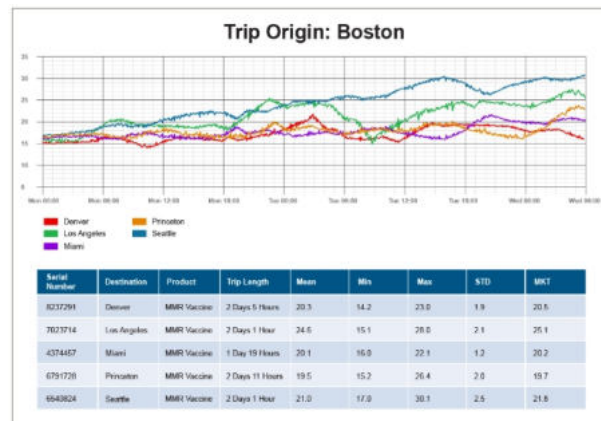 Trip Origin: Boston
35
30
25
20
15
10
5
Mon 00:00 Mon 06:00 Mon 12:00 Mon 18:00 Tue 00:00 Tue 06:00 Tue 12:00 Tue 18:00 Wed 00:00 Wed 06:00
Denver Princeton
Los Angeles Seattle
Miami
Serial Number Destination Product Trip Length Mean Min Max STD MKT
8237291 Denver MMR Vaccine 2 Days 5 Hours 20.3 14.2 23.0 1.9 20.5
7023714 Los Angeles MMR Vaccine 2 Days 1 Hour 24.6 15.1 28.0 2.1 25.1
4374457 Miami MMR Vaccine 1 Day 19 Hours 20.1 16.0 22.1 1.2 20.2
6791728 Princeton MMR Vaccine 2 Days 11 Hours 19.5 15.2 26.4 2.0 19.7
6543824 Seattle MMR Vaccine 2 Days 1 Hour 21.0 17.0 30.1 2.5 21.8